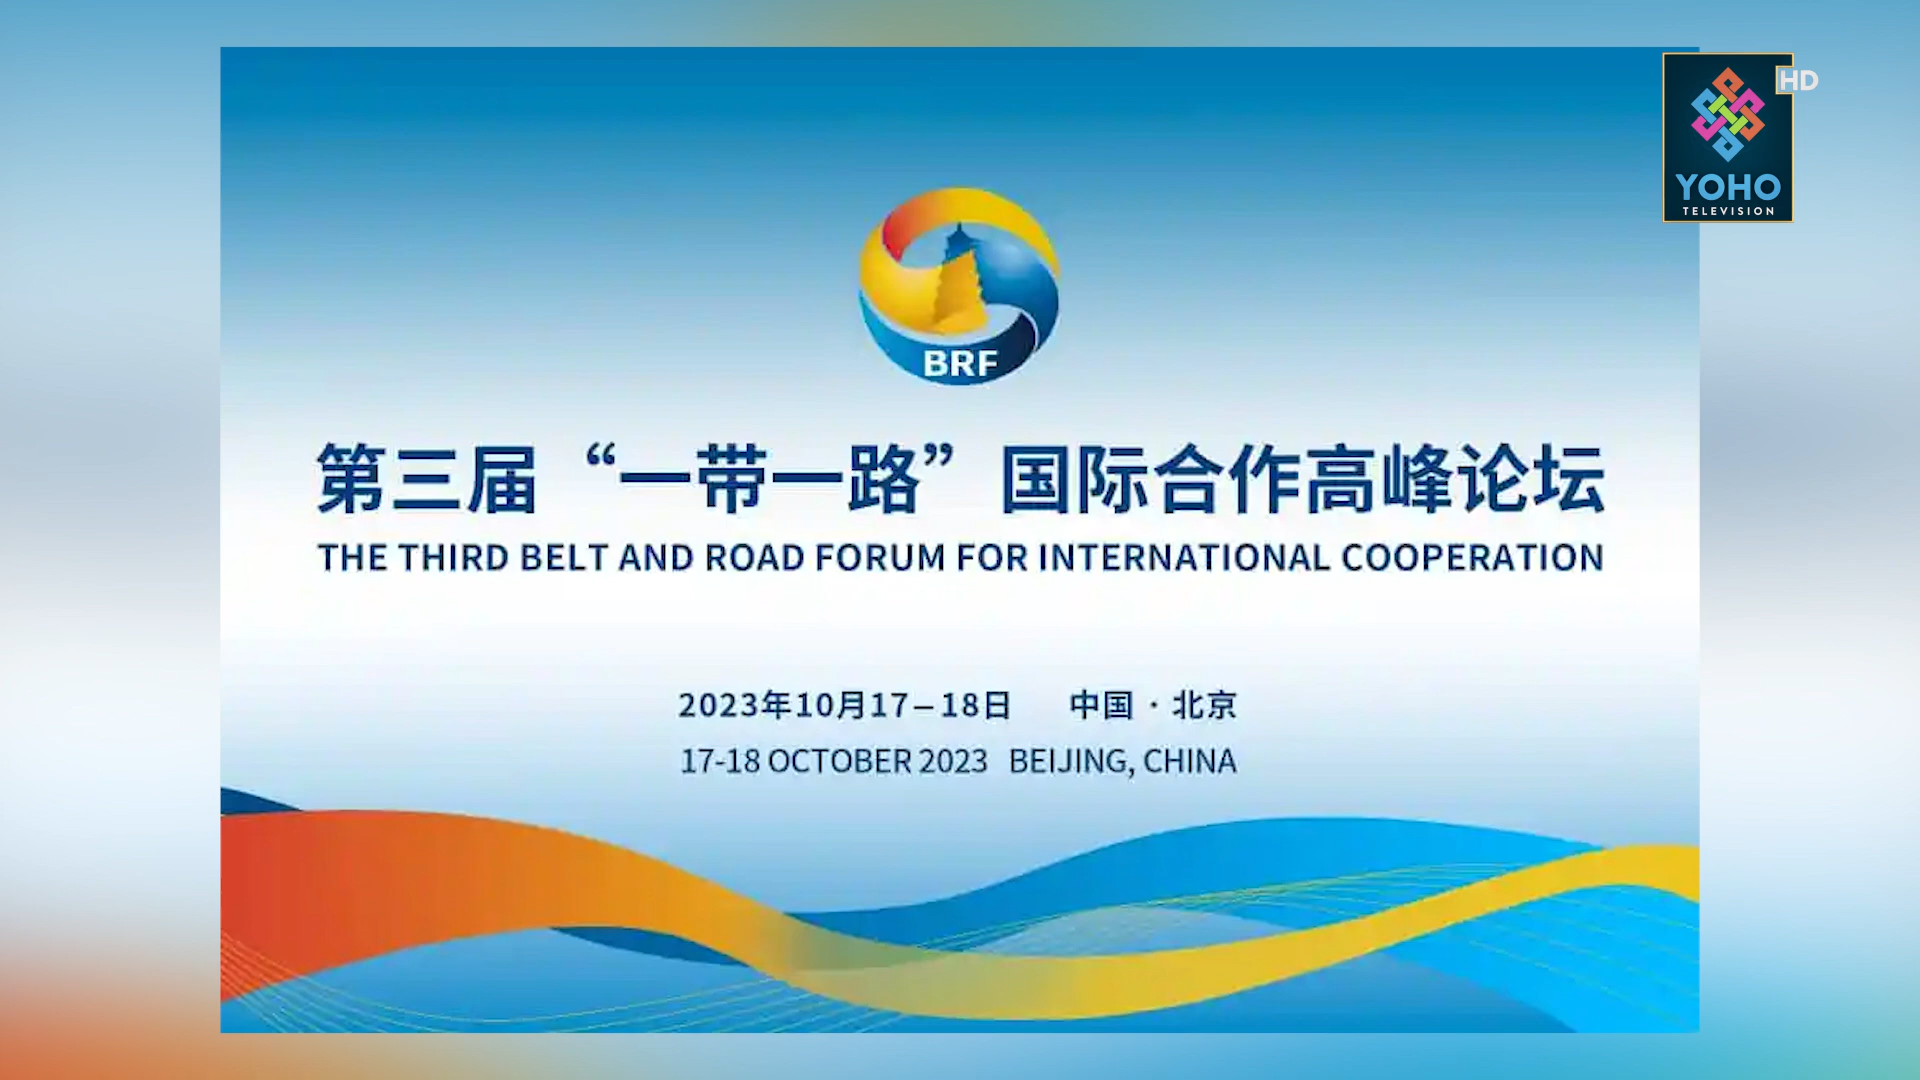 HD
YOHO
TELEVISION
BRF
第三届“一带一路”国际合作高峰论坛
THE THIRD BELT AND ROAD FORUM FOR INTERNATIONAL COOPERATION
2023年10月17–18日 中国·北京
17-18 OCTOBER 2023 BEIJING, CHINA